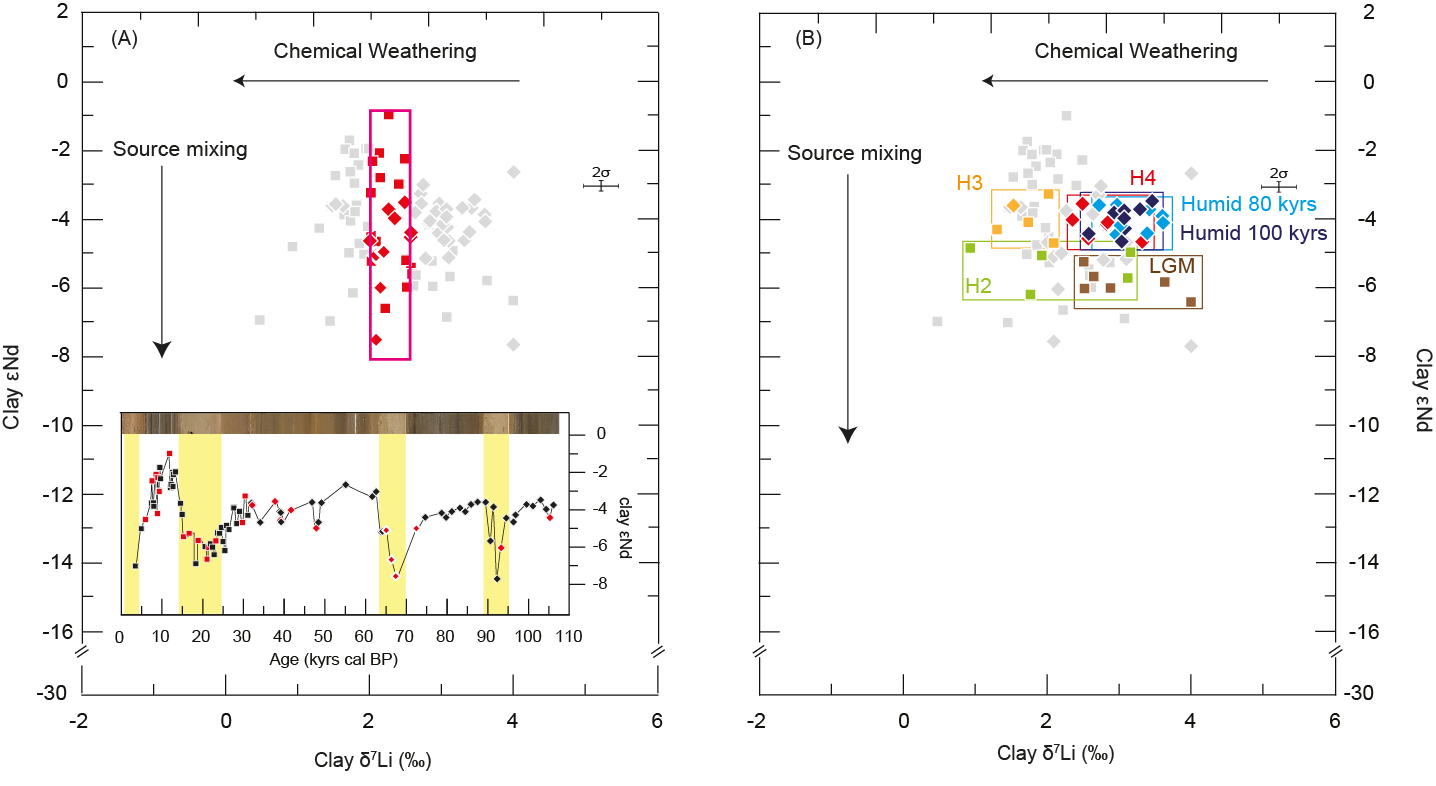 (A)
Chemical Weathering
Source mixing
2σ
2
0
-2
-4
-6
-8
-10
-12
-14
-16
-30
Clay εNd
-2 0 2 4 6
Clay δ⁷Li (‰)
0
-2
-4
-6
-8
clay εNd
0 10 20 30 40 50 60 70 80 90 100 110
Age (kyrs cal BP)
(B)
Chemical Weathering
Source mixing
2σ
H3
H4
Humid 80 kyrs
Humid 100 kyrs
LGM
H2
2
0
-2
-4
-6
-8
-10
-12
-14
-16
-30
Clay εNd
-2 0 2 4 6
Clay δ⁷Li (‰)